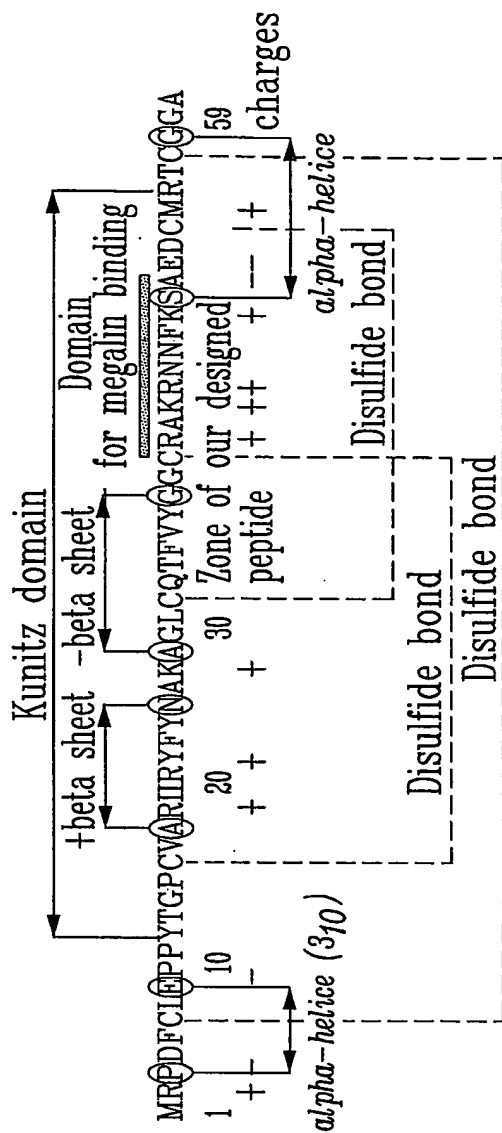 Kunitz domain
+beta sheet –beta sheet
Domain
for megalin binding
MRPDFCLEPPYTGPCVARIIRYFYNAKAGLCQTFVYGGCRAKRNNFKSAEDCMRTCGGA
1 10 20 30 59
Zone of our designed
peptide
+ – – + + + + ++ + – – + charges
alpha-helice (3₁₀)
alpha-helice
Disulfide bond
Disulfide bond
Disulfide bond